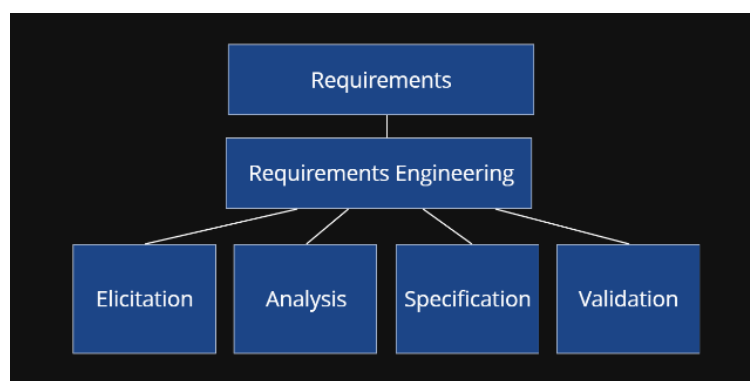 Requirements
Requirements Engineering
Elicitation
Analysis
Specification
Validation